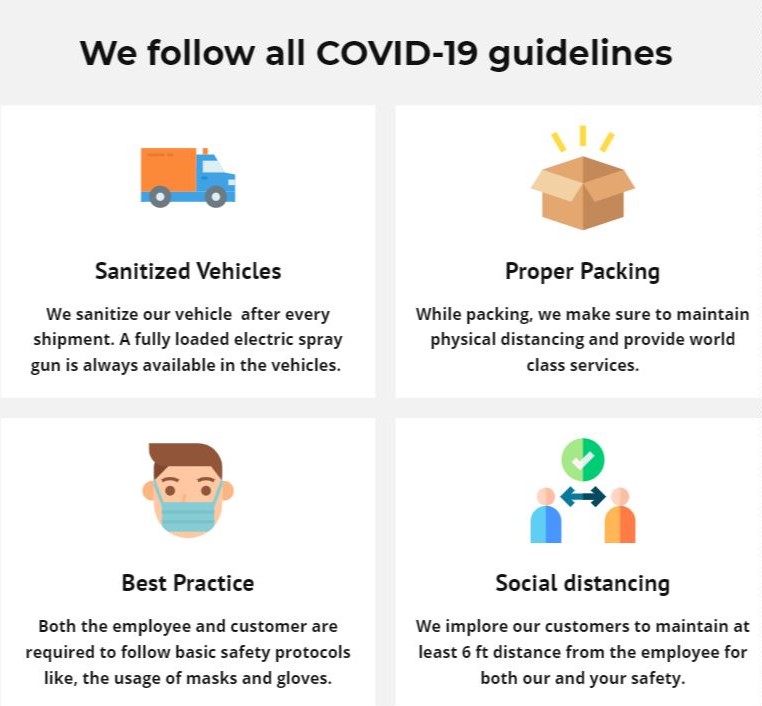 We follow all COVID-19 guidelines
Sanitized Vehicles
We sanitize our vehicle after every
shipment. A fully loaded electric spray
gun is always available in the vehicles.
Proper Packing
While packing, we make sure to maintain
physical distancing and provide world
class services.
Best Practice
Both the employee and customer are
required to follow basic safety protocols
like, the usage of masks and gloves.
Social distancing
We implore our customers to maintain at
least 6 ft distance from the employee for
both our and your safety.